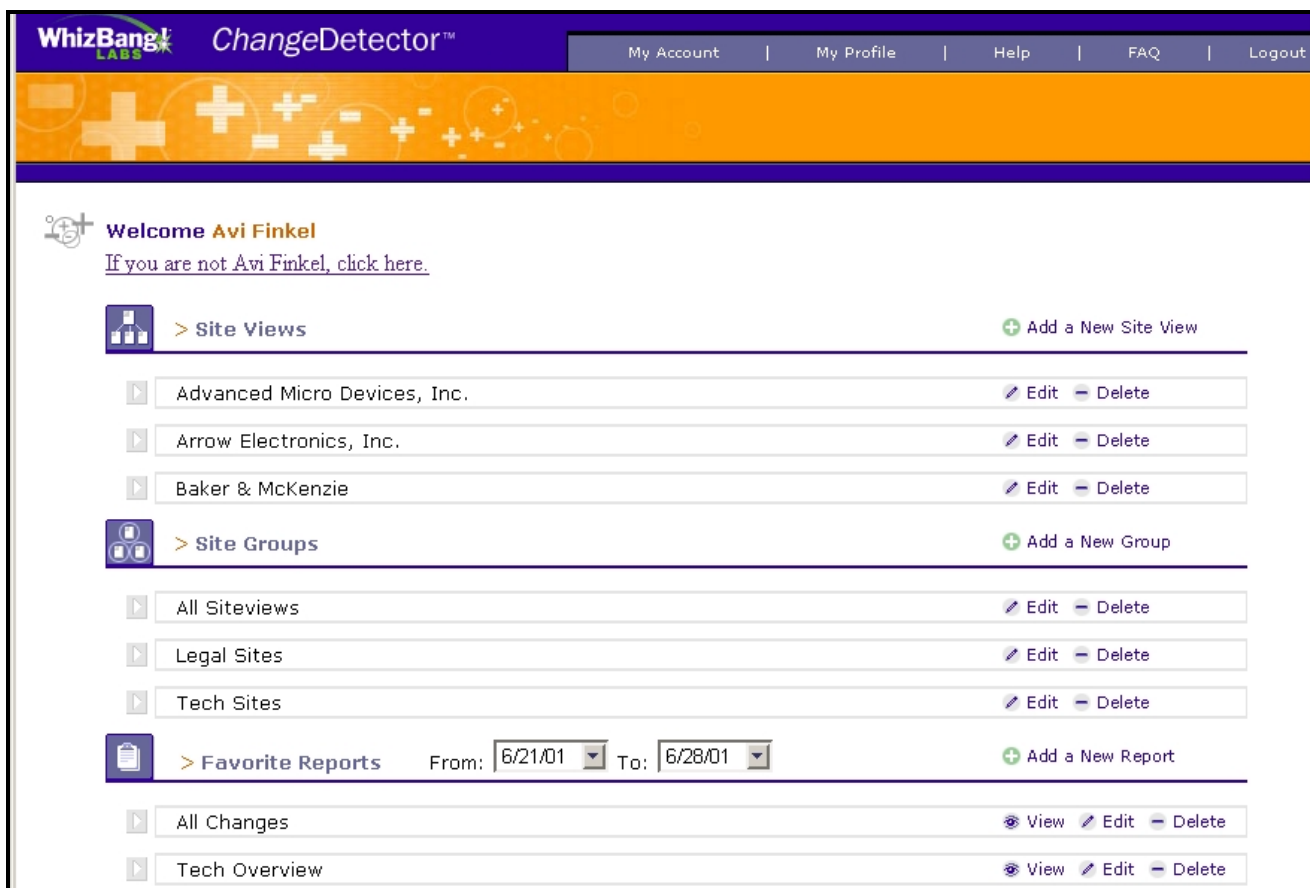 WhizBang! LABS ChangeDetector™
My Account | My Profile | Help | FAQ | Logout
Welcome Avi Finkel
If you are not Avi Finkel, click here.
> Site Views Add a New Site View
Advanced Micro Devices, Inc. Edit Delete
Arrow Electronics, Inc. Edit Delete
Baker & McKenzie Edit Delete
> Site Groups Add a New Group
All Siteviews Edit Delete
Legal Sites Edit Delete
Tech Sites Edit Delete
> Favorite Reports From: 6/21/01 To: 6/28/01 Add a New Report
All Changes View Edit Delete
Tech Overview View Edit Delete